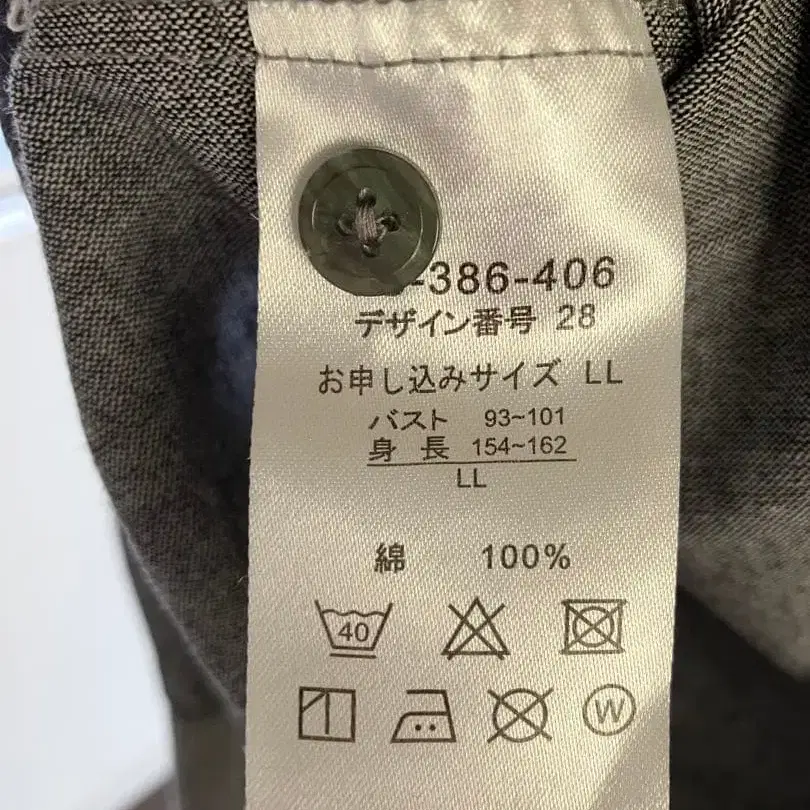 -386-406
デザイン番号 28
お申し込みサイズ LL
バスト 93~101
身長 154~162
LL
綿 100%
40
W